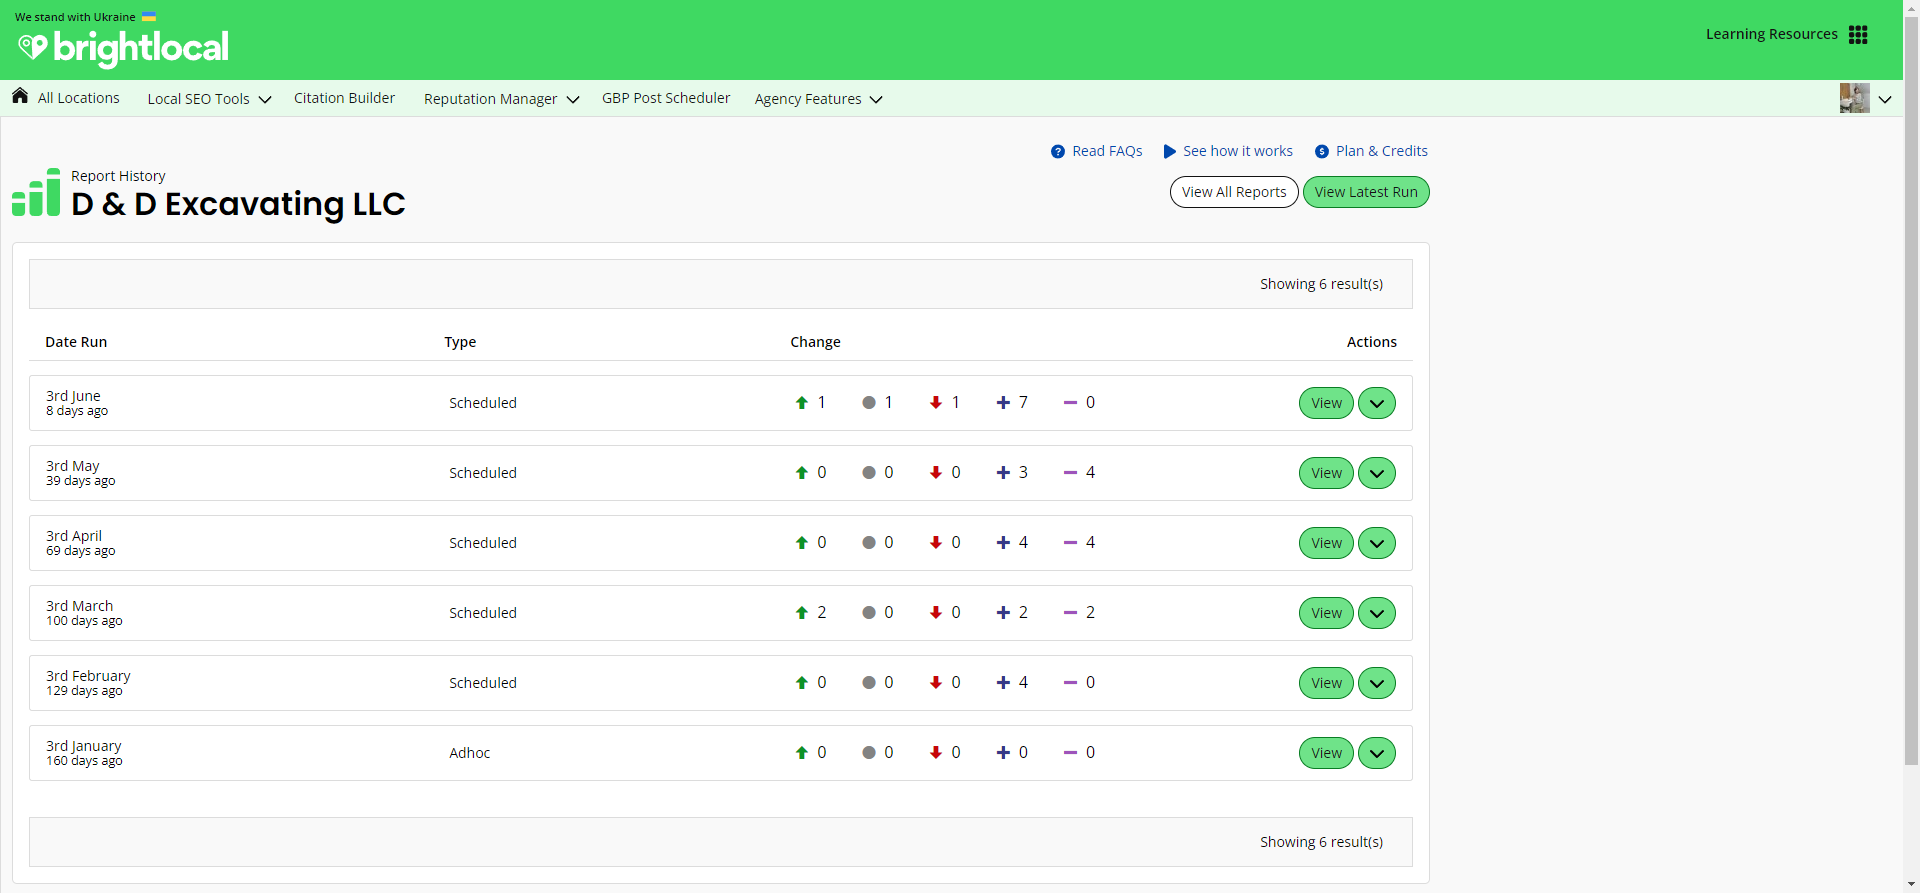 We stand with Ukraine
brightlocal
Learning Resources
All Locations Local SEO Tools Citation Builder Reputation Manager GBP Post Scheduler Agency Features
Read FAQs See how it works Plan & Credits
Report History
D & D Excavating LLC
View All Reports View Latest Run
Showing 6 result(s)
Date Run Type Change Actions
3rd June
8 days ago
Scheduled 1 1 1 7 0 View
3rd May
39 days ago
Scheduled 0 0 0 3 4 View
3rd April
69 days ago
Scheduled 0 0 0 4 4 View
3rd March
100 days ago
Scheduled 2 0 0 2 2 View
3rd February
129 days ago
Scheduled 0 0 0 4 0 View
3rd January
160 days ago
Adhoc 0 0 0 0 0 View
Showing 6 result(s)